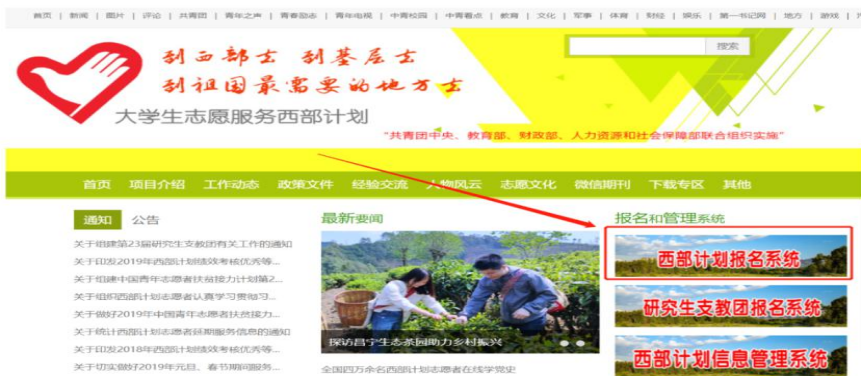 首页 | 新闻 | 图片 | 评论 | 共青团 | 青年之声 | 青春励志 | 青年电视 | 中青校园 | 中青看点 | 教育 | 文化 | 军事 | 体育 | 财经 | 娱乐 | 第一书记网 | 地方 | 游戏 |
搜索
到西部去 到基层去
到祖国最需要的地方去
大学生志愿服务西部计划
“共青团中央、教育部、财政部、人力资源和社会保障部联合组织实施”
首页 项目介绍 工作动态 政策文件 经验交流 人物风云 志愿文化 微信期刊 下载专区 其他
通知 公告
关于组建第23届研究生支教团有关工作的通知
关于印发2019年西部计划绩效考核优秀等...
关于组建中国青年志愿者扶贫接力计划第2...
关于组织西部计划志愿者认真学习贯彻习...
关于做好2019年中国青年志愿者扶贫接力...
关于统计西部计划志愿者延期服务信息的通知
关于印发2018年西部计划绩效考核优秀等...
关于切实做好2019年元旦、春节期间服务...
最新要闻
探访昌宁生态茶园助力乡村振兴
全国四万余名西部计划志愿者在线学党史
报名和管理系统
西部计划报名系统
研究生支教团报名系统
西部计划信息管理系统